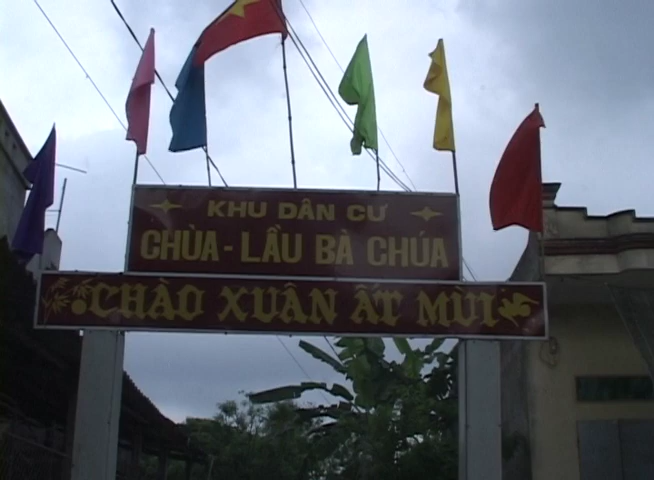 KHU DÂN CƯ
CHÙA - LẦU BÀ CHÚA
CHÀO XUÂN ẤT MÙI